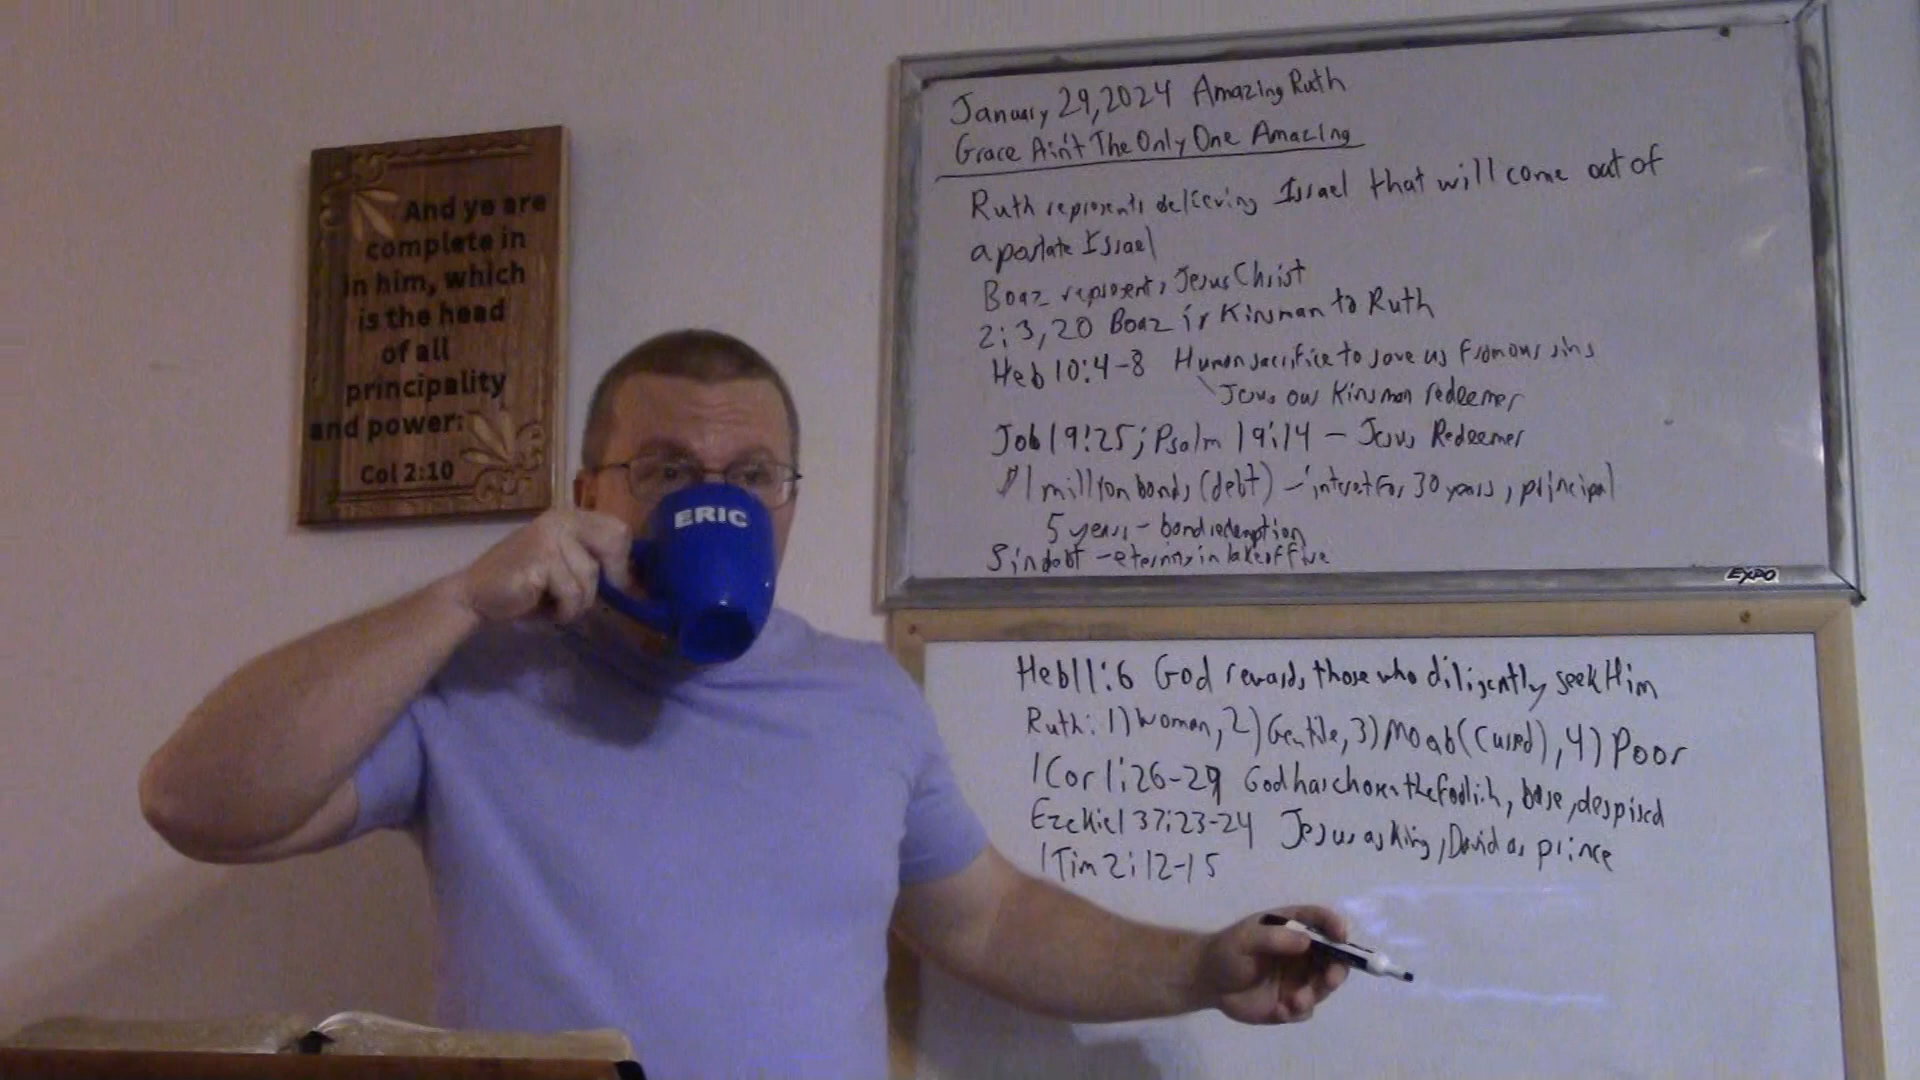 And ye are
complete in
in him, which
is the head
of all
principality
and power:
Col 2:10
ERIC
January 29, 2024 Amazing Ruth
Grace Ain't The Only One Amazing
Ruth represents believing Israel that will come out of
apostate Israel
Boaz represents Jesus Christ
2:3,20 Boaz is Kinsman to Ruth
Heb 10:4-8 Human sacrifice to save us from our sins
Jesus our Kinsman redeemer
Job 19:25; Psalm 19:14 - Jesus Redeemer
$1 million bonds (debt) - interest for 30 years, principal
5 years - bond redemption
Sin debt - eternity in lake of fire
EXPO
Heb 11:6 God rewards those who diligently seek Him
Ruth: 1) Woman, 2) Gentile, 3) Moab (cursed), 4) Poor
1 Cor 1:26-29 God has chosen the foolish, base, despised
Ezekiel 37:23-24 Jesus as King, David as prince
1 Tim 2:12-15